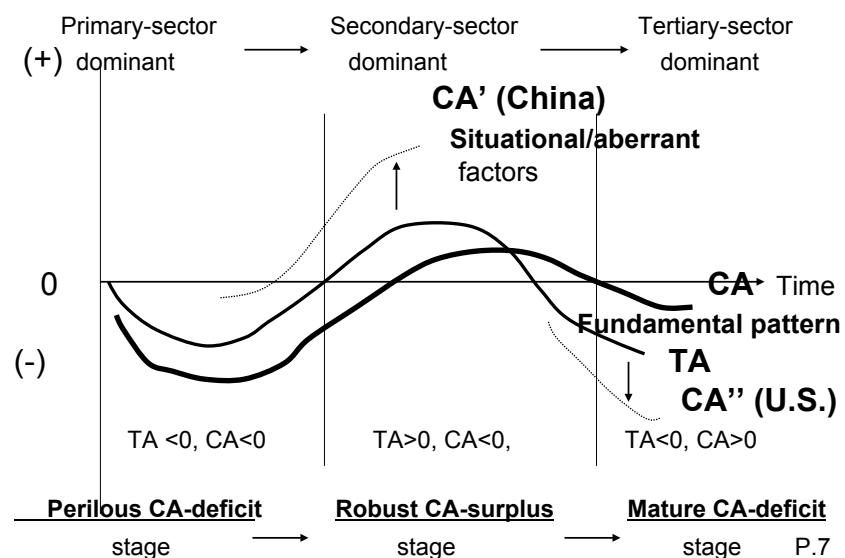 Primary-sector Secondary-sector Tertiary-sector
(+) dominant dominant dominant
CA’ (China)
Situational/aberrant
factors
0 CA Time
Fundamental pattern
(-) TA
CA’’ (U.S.)
TA <0, CA<0 TA>0, CA<0, TA<0, CA>0
Perilous CA-deficit Robust CA-surplus Mature CA-deficit
stage stage stage P.7